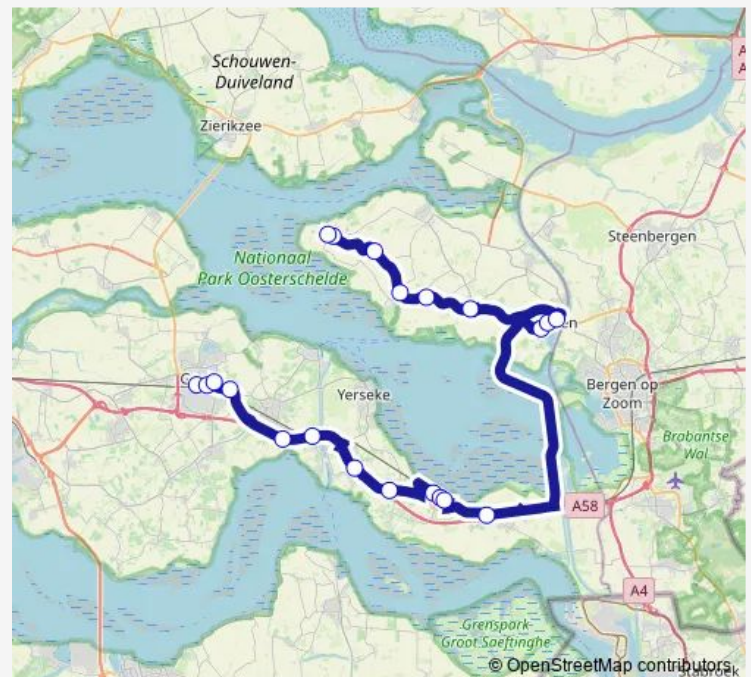 Schouwen-
Duiveland
Zierikzee
Steenbergen
Nationaal
Park Oosterschelde
Yerseke
Bergen op
Zoom
Brabantse
Wal
A58
A4
Grenspark
Groot Saeftinghe
© OpenStreetMap contributors